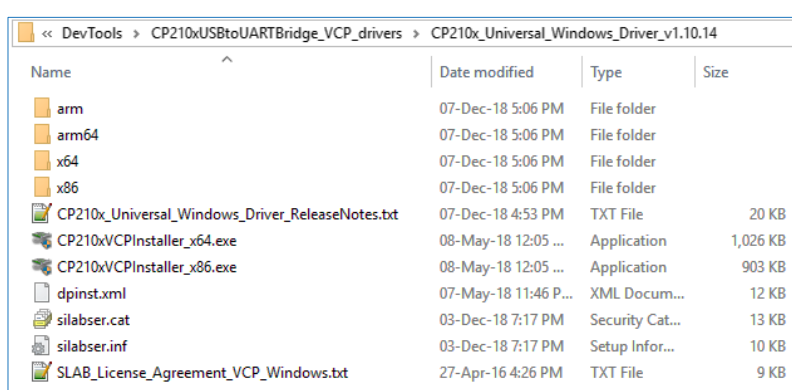 « DevTools > CP210xUSBtoUARTBridge_VCP_drivers > CP210x_Universal_Windows_Driver_v1.10.14
Name Date modified Type Size
arm 07-Dec-18 5:06 PM File folder
arm64 07-Dec-18 5:06 PM File folder
x64 07-Dec-18 5:06 PM File folder
x86 07-Dec-18 5:06 PM File folder
CP210x_Universal_Windows_Driver_ReleaseNotes.txt 07-Dec-18 4:53 PM TXT File 20 KB
CP210xVCPInstaller_x64.exe 08-May-18 12:05 ... Application 1,026 KB
CP210xVCPInstaller_x86.exe 08-May-18 12:05 ... Application 903 KB
dpinst.xml 07-May-18 11:46 P... XML Docum... 12 KB
silabser.cat 03-Dec-18 7:17 PM Security Cat... 13 KB
silabser.inf 03-Dec-18 7:17 PM Setup Infor... 10 KB
SLAB_License_Agreement_VCP_Windows.txt 27-Apr-16 4:26 PM TXT File 9 KB